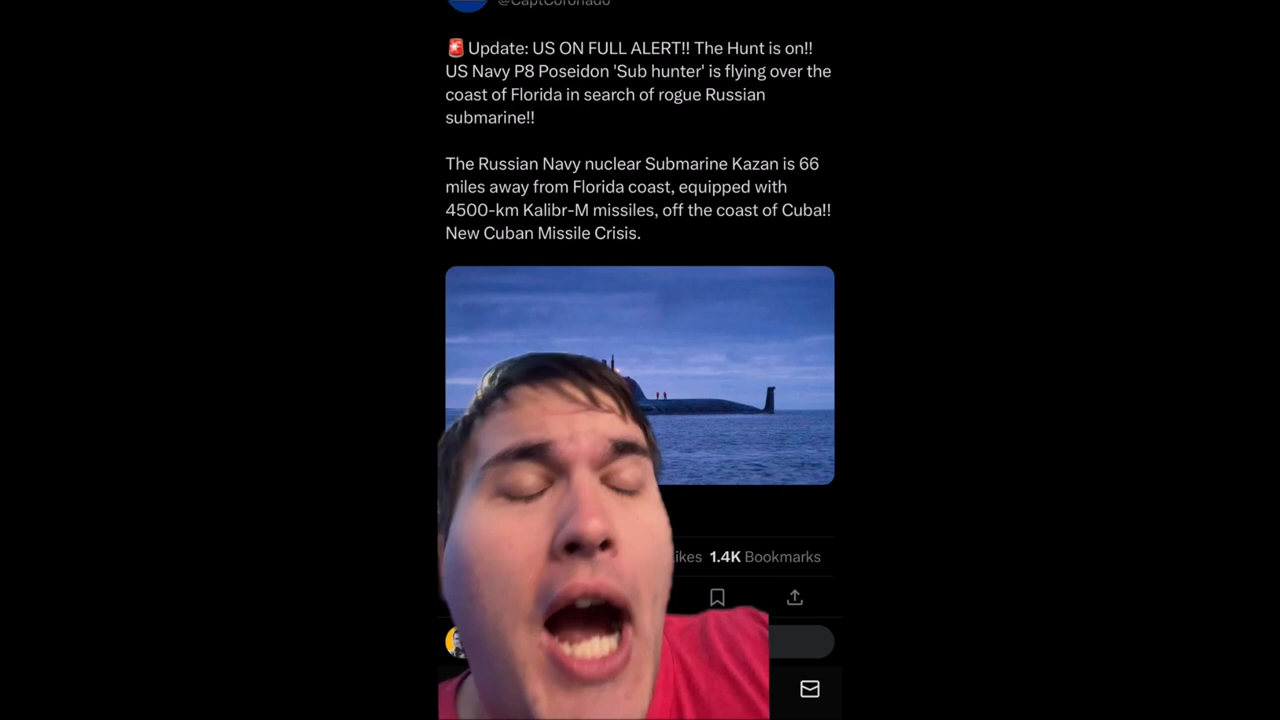 @CaptCoronado
🚨 Update: US ON FULL ALERT!! The Hunt is on!!
US Navy P8 Poseidon 'Sub hunter' is flying over the
coast of Florida in search of rogue Russian
submarine!!
The Russian Navy nuclear Submarine Kazan is 66
miles away from Florida coast, equipped with
4500-km Kalibr-M missiles, off the coast of Cuba!!
New Cuban Missile Crisis.
ikes 1.4K Bookmarks